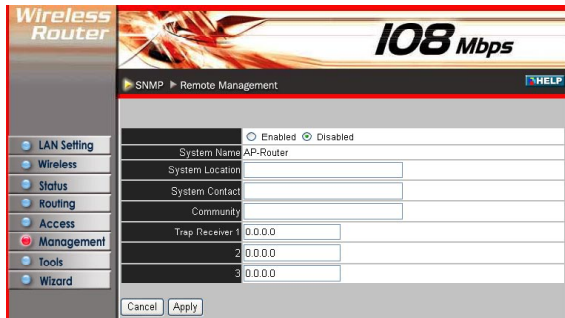 Wireless
Router
108 Mbps
SNMP Remote Management
HELP
Enabled Disabled
System Name AP-Router
System Location
System Contact
Community
Trap Receiver 1 0.0.0.0
2 0.0.0.0
3 0.0.0.0
Cancel Apply
LAN Setting
Wireless
Status
Routing
Access
Management
Tools
Wizard